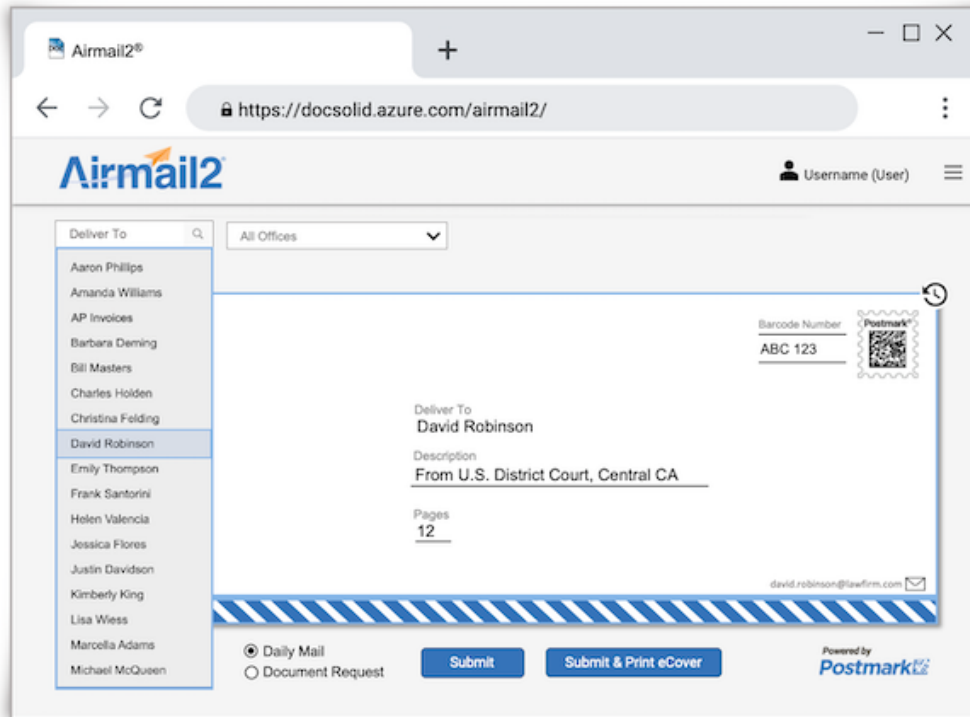 Airmail2®
https://docsolid.azure.com/airmail2/
Airmail2
Username (User)
Deliver To
All Offices
Aaron Phillips
Amanda Williams
AP Invoices
Barbara Deming
Bill Masters
Charles Holden
Christina Felding
David Robinson
Emily Thompson
Frank Santorini
Helen Valencia
Jessica Flores
Justin Davidson
Kimberly King
Lisa Wiess
Marcella Adams
Michael McQueen
Barcode Number
ABC 123
Postmark®
Deliver To
David Robinson
Description
From U.S. District Court, Central CA
Pages
12
david.robinson@lawfirm.com
Daily Mail
Document Request
Submit
Submit & Print eCover
Powered by
Postmark